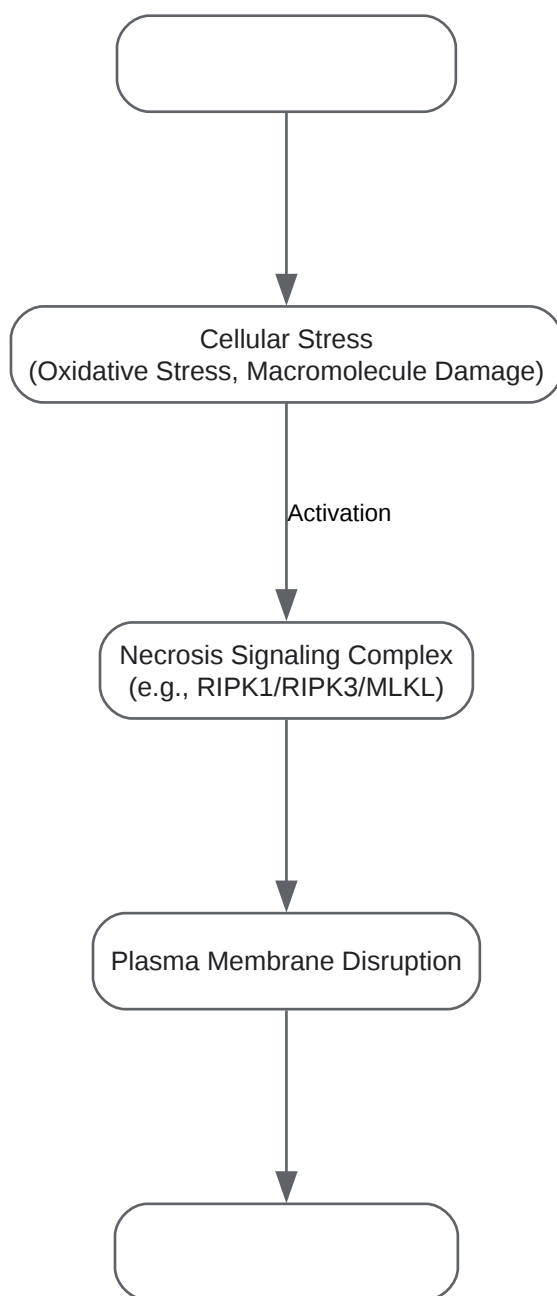 Cellular Stress
(Oxidative Stress, Macromolecule Damage)
Activation
Necrosis Signaling Complex
(e.g., RIPK1/RIPK3/MLKL)
Plasma Membrane Disruption